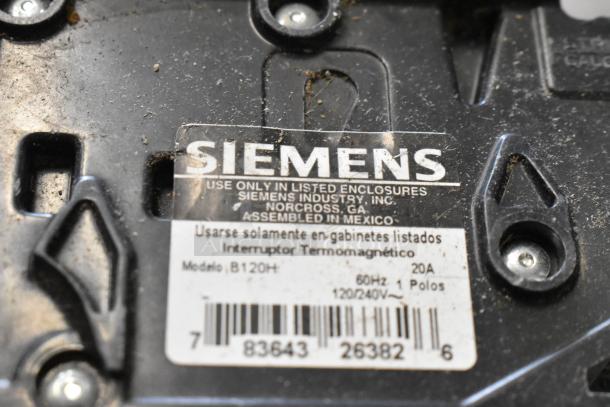 SIEMENS
USE ONLY IN LISTED ENCLOSURES
SIEMENS INDUSTRY, INC.
NORCROSS, GA
ASSEMBLED IN MEXICO
Usarse solamente en gabinetes listados
Interruptor Termomagnético
Modelo: B120H 20A
60Hz 1 Polos
120/240V~
7 83643 26382 6